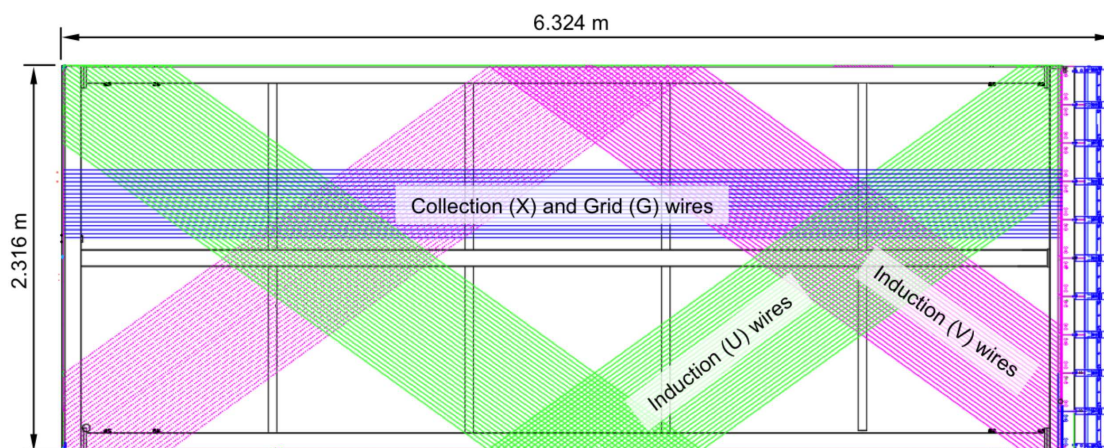 6.324 m
2.316 m
Collection (X) and Grid (G) wires
Induction (U) wires
Induction (V) wires